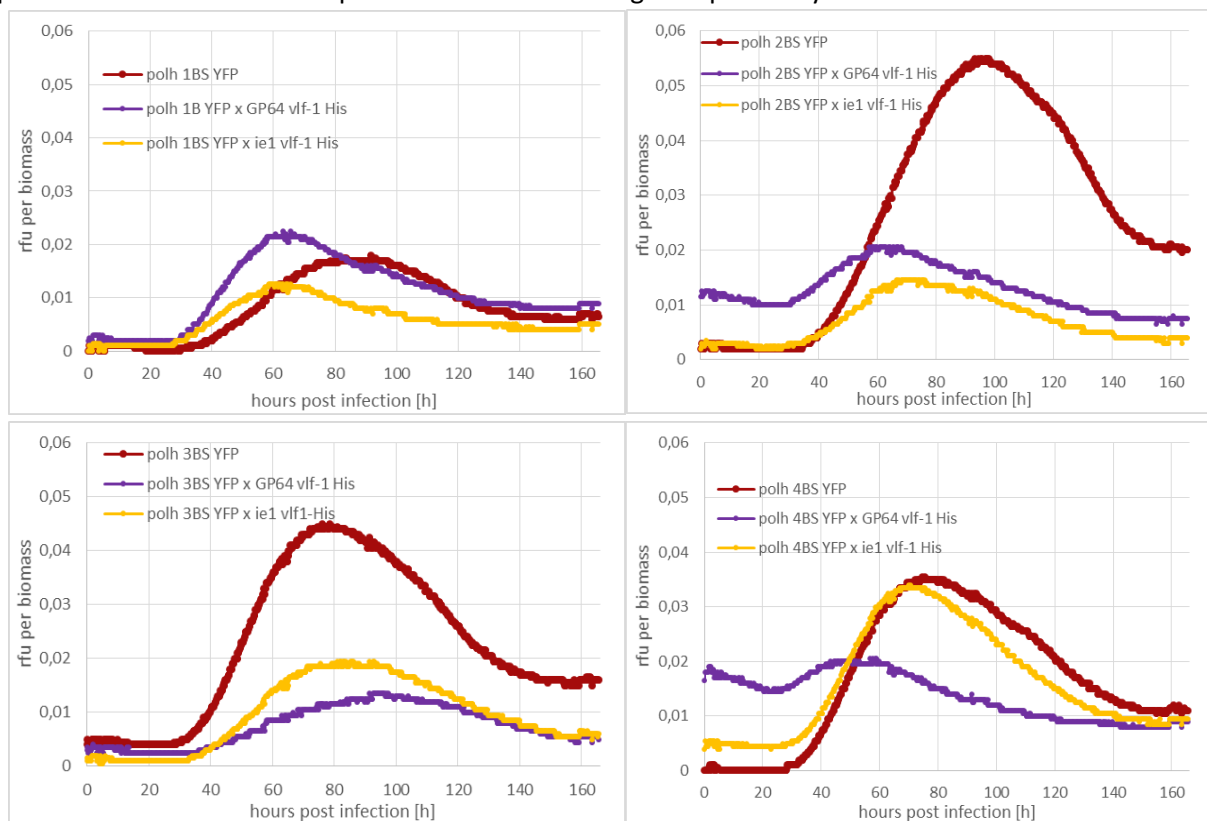 0,06
0,05
0,04
0,03
0,02
0,01
0
rfu per biomass
polh 1BS YFP
polh 1B YFP x GP64 vlf-1 His
polh 1BS YFP x ie1 vlf-1 His
0 20 40 60 80 100 120 140 160
hours post infection [h]
0,06
0,05
0,04
0,03
0,02
0,01
0
rfu per biomass
polh 2BS YFP
polh 2BS YFP x GP64 vlf-1 His
polh 2BS YFP x ie1 vlf-1 His
0 20 40 60 80 100 120 140 160
hours post infection [h]
0,06
0,05
0,04
0,03
0,02
0,01
0
rfu per biomass
polh 3BS YFP
polh 3BS YFP x GP64 vlf-1 His
polh 3BS YFP x ie1 vlf1-His
0 20 40 60 80 100 120 140 160
hours post infection [h]
0,06
0,05
0,04
0,03
0,02
0,01
0
rfu per biomass
polh 4BS YFP
polh 4BS YFP x GP64 vlf-1 His
polh 4BS YFP x ie1 vlf-1 His
0 20 40 60 80 100 120 140 160
hours post infection [h]